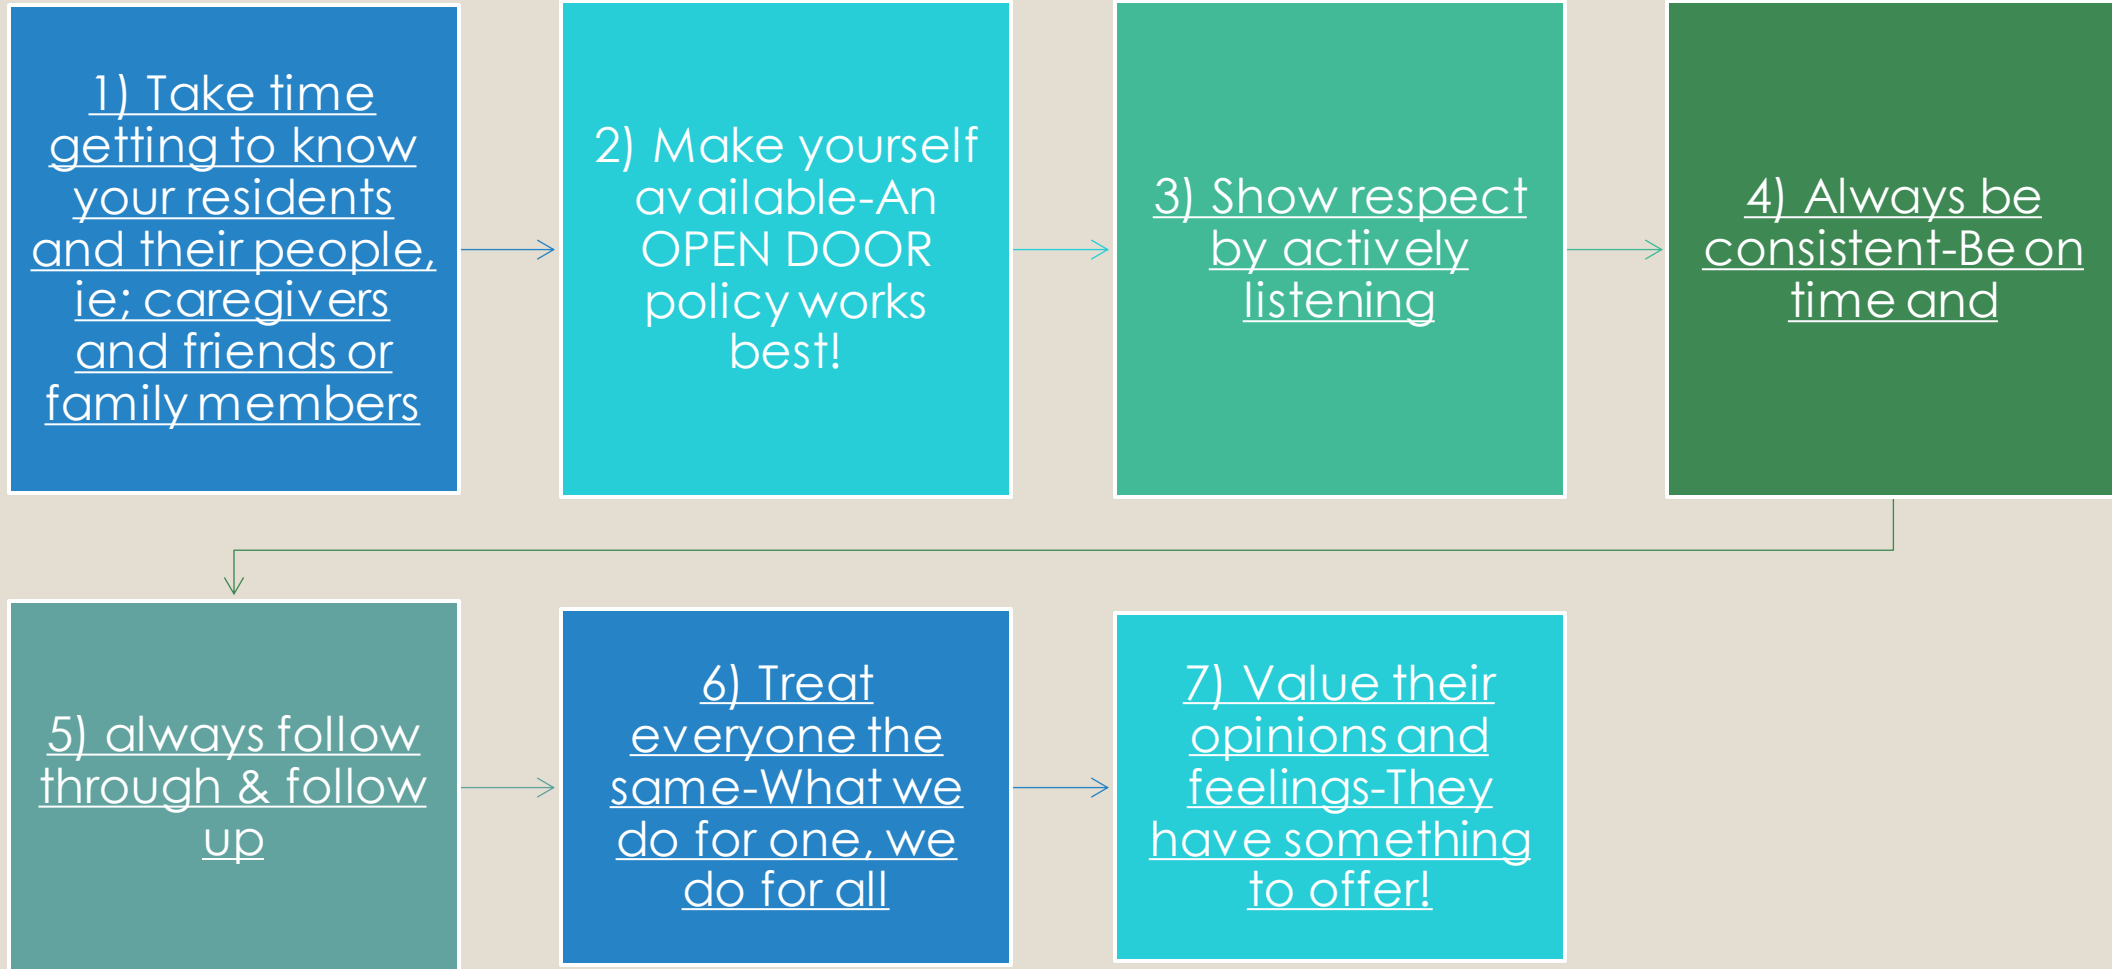 1) Take time
getting to know
your residents
and their people,
ie; caregivers
and friends or
family members
2) Make yourself
available-An
OPEN DOOR
policy works
best!
3) Show respect
by actively
listening
4) Always be
consistent-Be on
time and
5) always follow
through & follow
up
6) Treat
everyone the
same-What we
do for one, we
do for all
7) Value their
opinions and
feelings-They
have something
to offer!